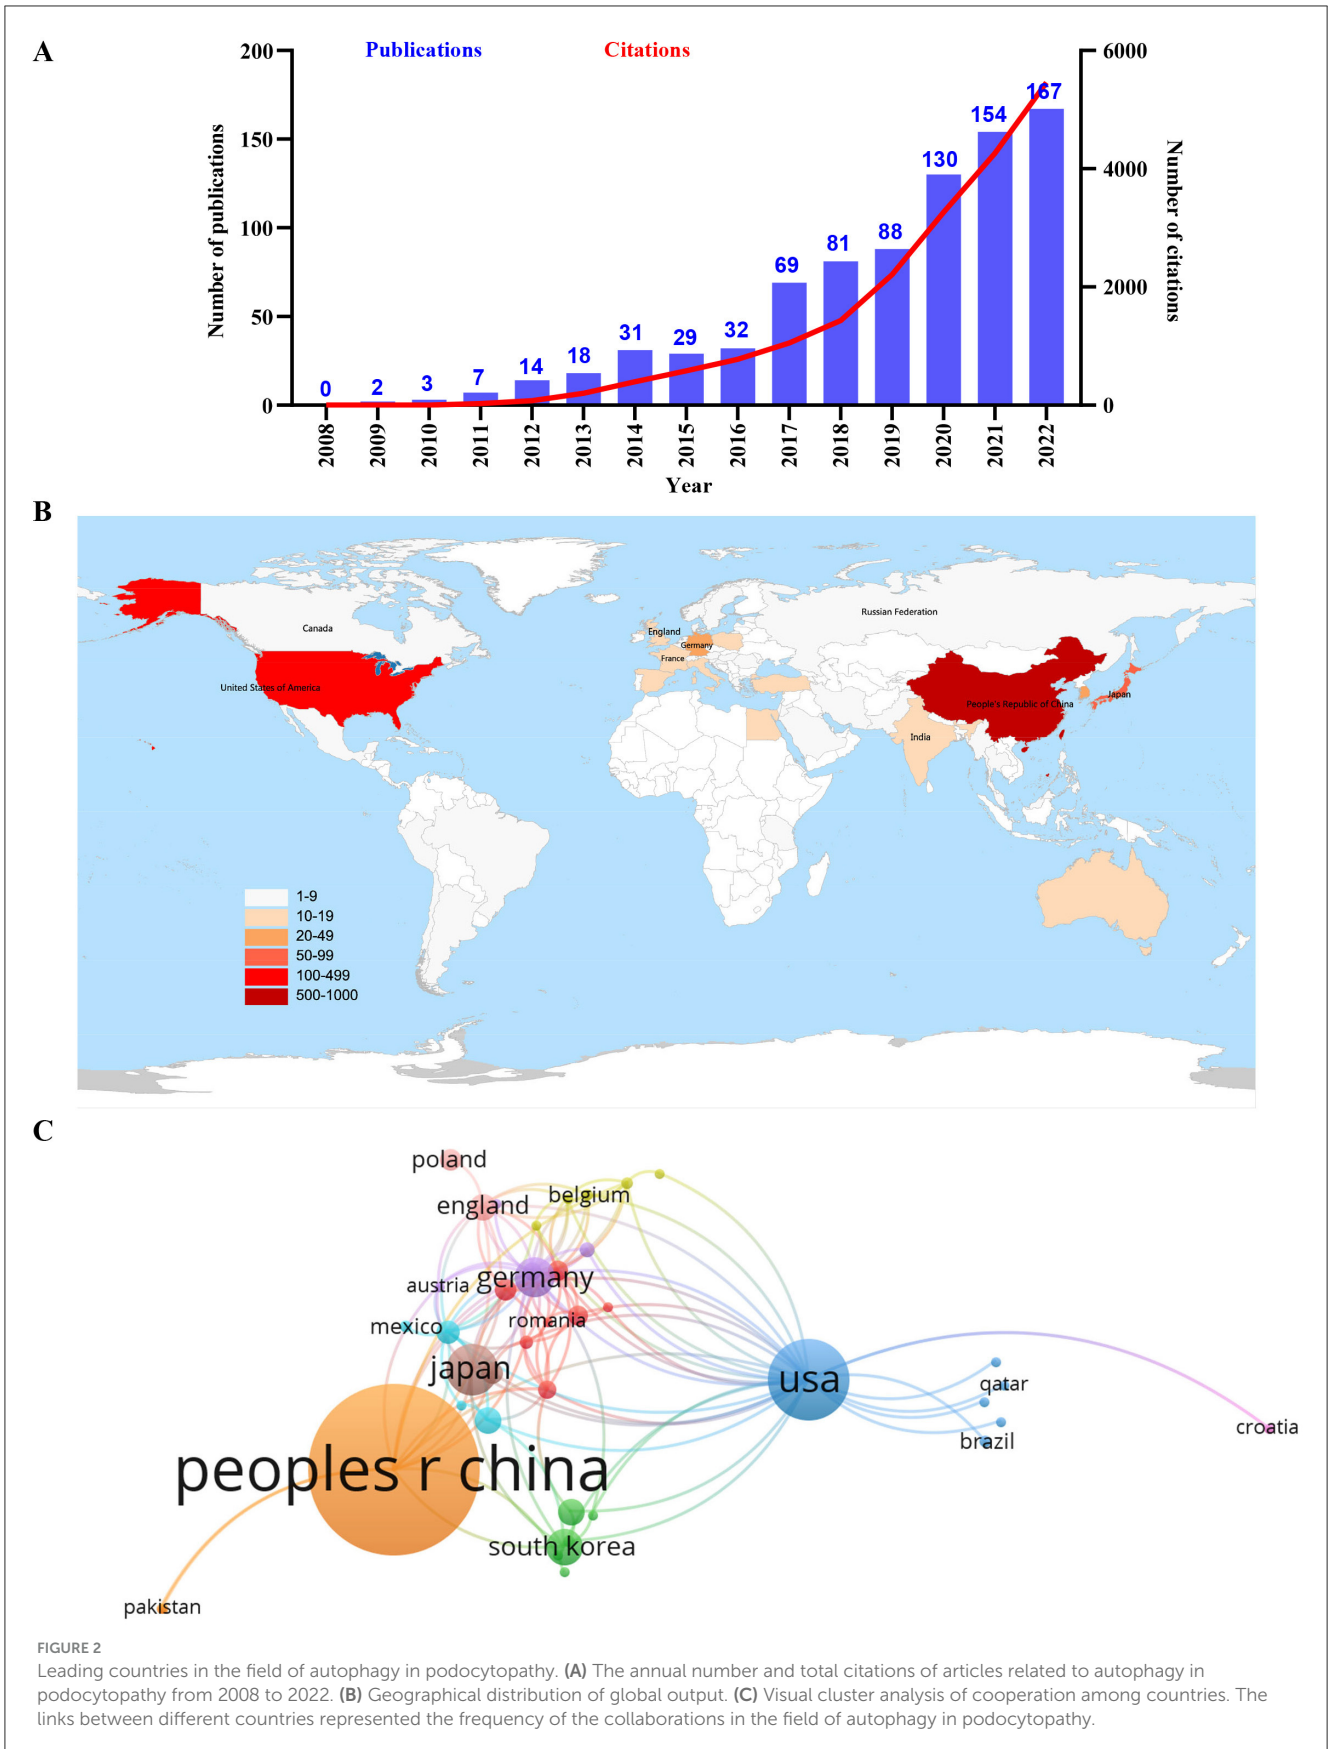 A
Publications
Citations
Number of publications
200
150
100
50
0
6000
4000
2000
0
Number of citations
0
2
3
7
14
18
31
29
32
69
81
88
130
154
167
2008
2009
2010
2011
2012
2013
2014
2015
2016
2017
2018
2019
2020
2021
2022
Year
B
Canada
United States of America
England
Germany
France
Russian Federation
People's Republic of China
Japan
India
1-9
10-19
20-49
50-99
100-499
500-1000
C
poland
england
belgium
austria
germany
mexico
romania
japan
usa
qatar
croatia
brazil
peoples r china
south korea
pakistan
FIGURE 2
Leading countries in the field of autophagy in podocytopathy. (A) The annual number and total citations of articles related to autophagy in
podocytopathy from 2008 to 2022. (B) Geographical distribution of global output. (C) Visual cluster analysis of cooperation among countries. The
links between different countries represented the frequency of the collaborations in the field of autophagy in podocytopathy.